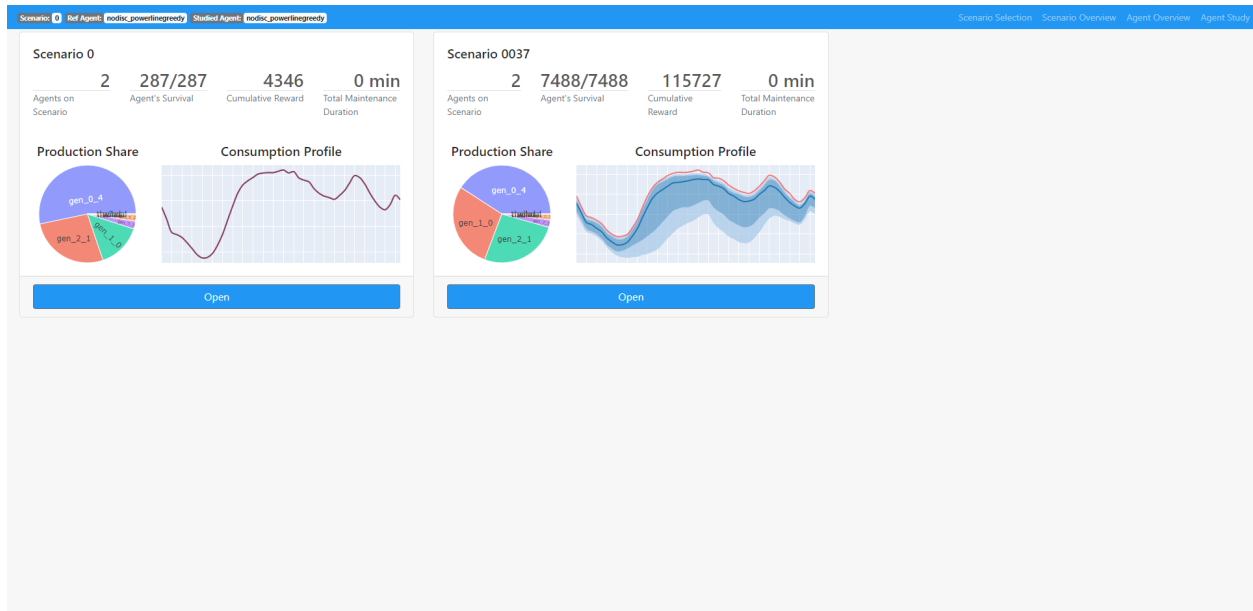 Scenario: 0 Ref Agent: nodisc_powerlinegreedy Studied Agent: nodisc_powerlinegreedy Scenario Selection Scenario Overview Agent Overview Agent Study
Scenario 0
2 287/287 4346 0 min
Agents on Scenario Agent's Survival Cumulative Reward Total Maintenance Duration
Production Share Consumption Profile
gen_0_4
gen_1_0
gen_2_1
Open
Scenario 0037
2 7488/7488 115727 0 min
Agents on Scenario Agent's Survival Cumulative Reward Total Maintenance Duration
Production Share Consumption Profile
gen_0_4
gen_1_0
gen_2_1
Open